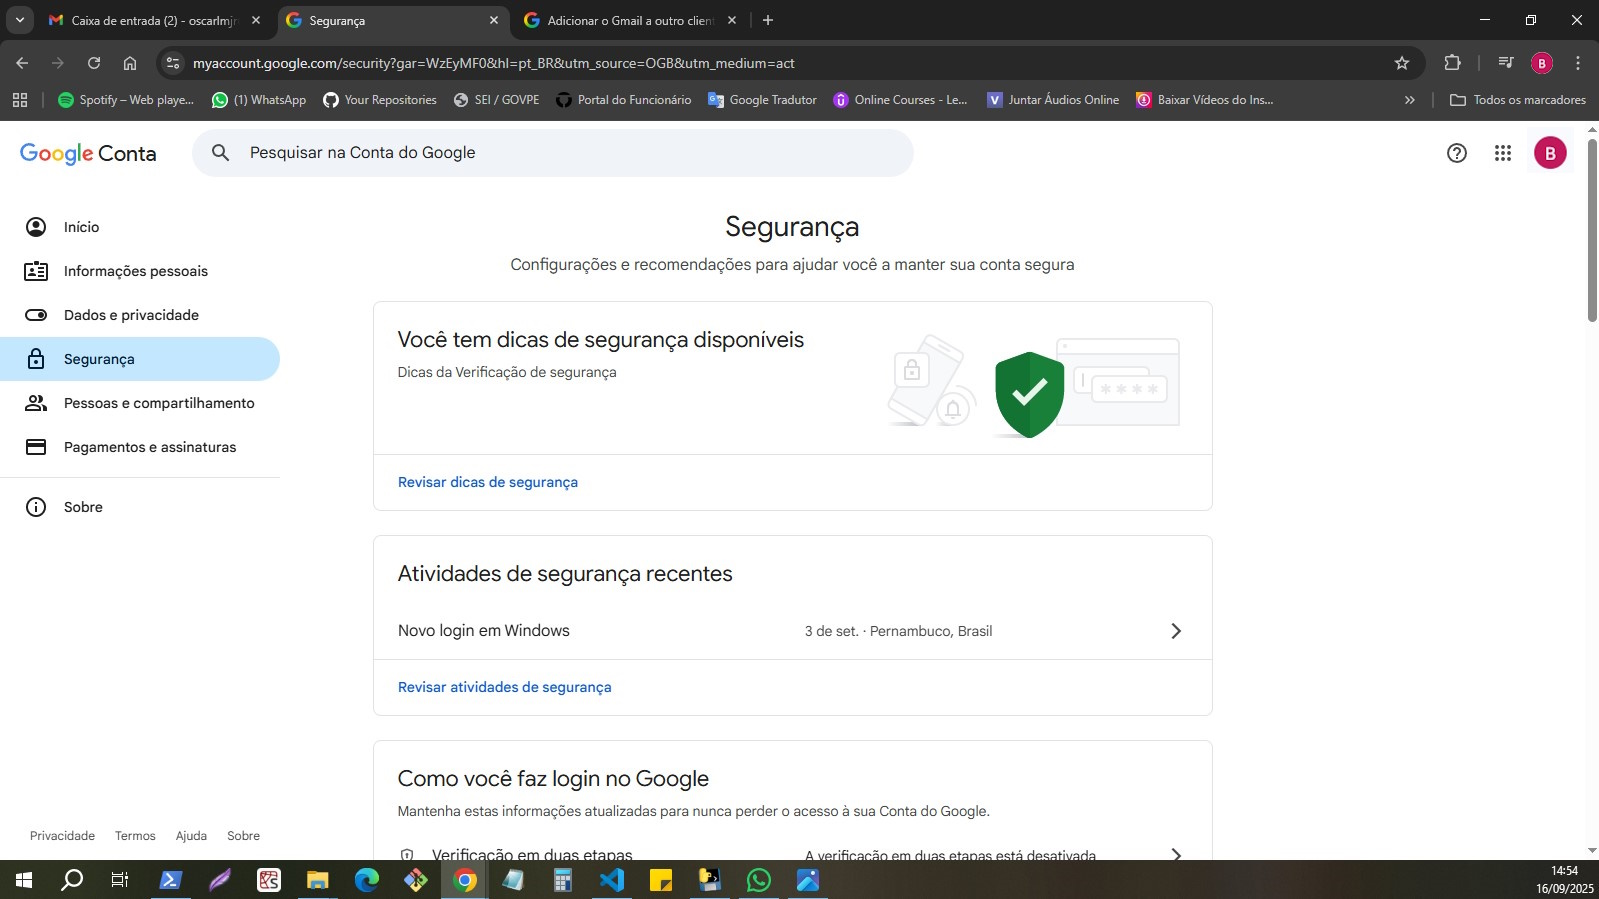 Caixa de entrada (2) - oscarlmjr
Segurança
Adicionar o Gmail a outro client
myaccount.google.com/security?gar=WzEyMF0&hl=pt_BR&utm_source=OGB&utm_medium=act
B
Spotify – Web playe...
(1) WhatsApp
Your Repositories
SEI / GOVPE
Portal do Funcionário
Google Tradutor
Online Courses - Le...
Juntar Áudios Online
Baixar Vídeos do Ins...
Todos os marcadores
Google Conta
Pesquisar na Conta do Google
B
Início
Informações pessoais
Dados e privacidade
Segurança
Pessoas e compartilhamento
Pagamentos e assinaturas
Sobre
Privacidade
Termos
Ajuda
Sobre
Segurança
Configurações e recomendações para ajudar você a manter sua conta segura
Você tem dicas de segurança disponíveis
Dicas da Verificação de segurança
Revisar dicas de segurança
Atividades de segurança recentes
Novo login em Windows
3 de set. · Pernambuco, Brasil
Revisar atividades de segurança
Como você faz login no Google
Mantenha estas informações atualizadas para nunca perder o acesso à sua Conta do Google.
Verificação em duas etapas
A verificação em duas etapas está desativada
14:54
16/09/2025